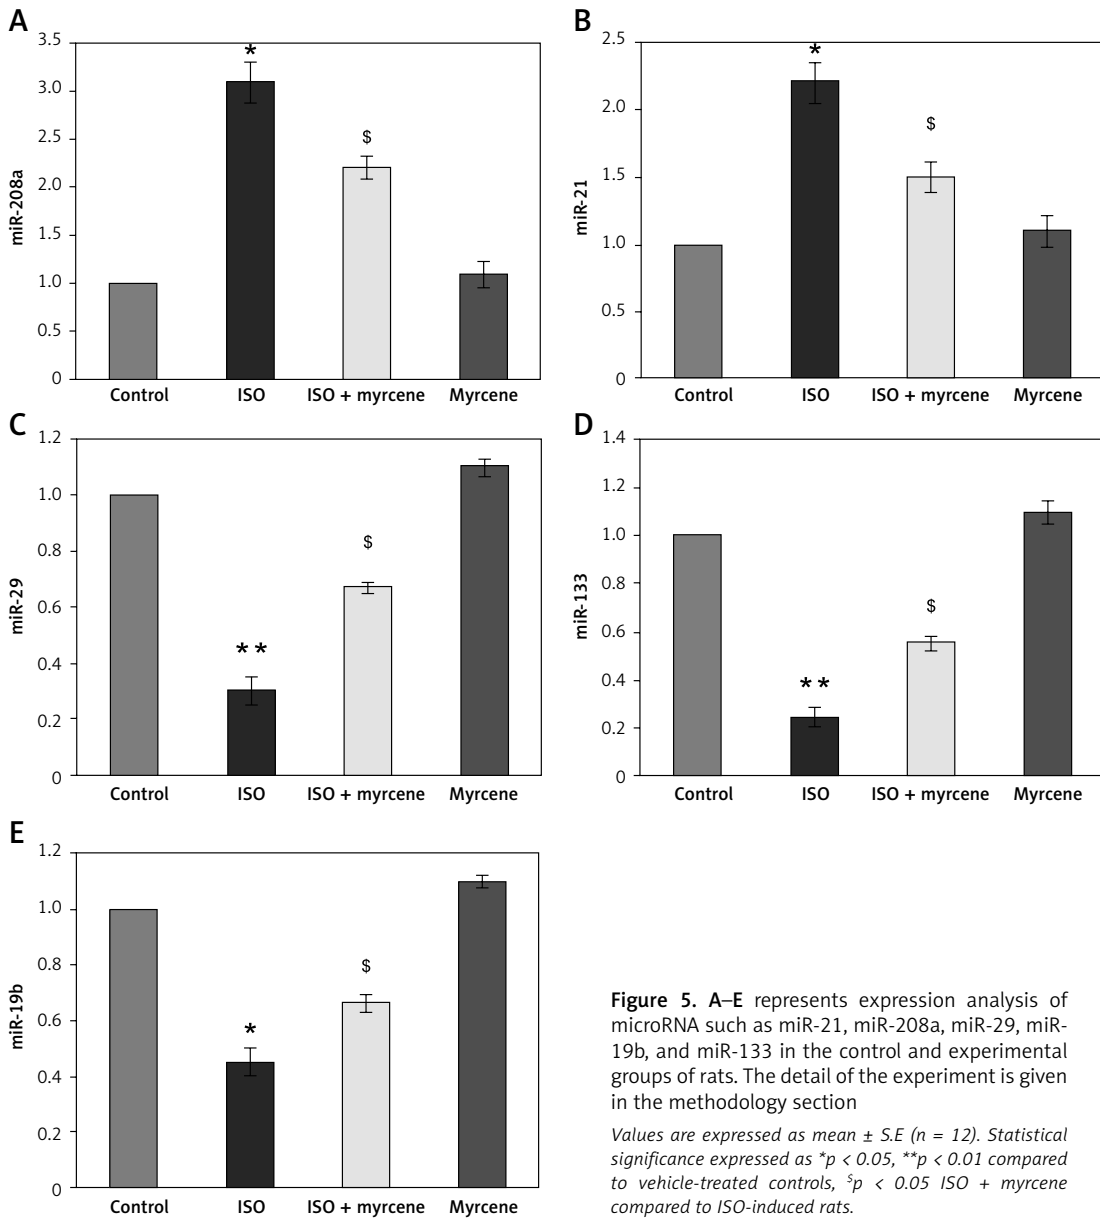 A
miR-208a
3.5
3.0
2.5
2.0
1.5
1.0
0.5
0
*
$
Control ISO ISO + myrcene Myrcene
B
miR-21
2.5
2.0
1.5
1.0
0.5
0
*
$
Control ISO ISO + myrcene Myrcene
C
miR-29
1.2
1.0
0.8
0.6
0.4
0.2
0
**
$
Control ISO ISO + myrcene Myrcene
D
miR-133
1.4
1.2
1.0
0.8
0.6
0.4
0.2
0
**
$
Control ISO ISO + myrcene Myrcene
E
miR-19b
1.2
1.0
0.8
0.6
0.4
0.2
0
*
$
Control ISO ISO + myrcene Myrcene
Figure 5. A–E represents expression analysis of
microRNA such as miR-21, miR-208a, miR-29, miR-
19b, and miR-133 in the control and experimental
groups of rats. The detail of the experiment is given
in the methodology section
Values are expressed as mean ± S.E (n = 12). Statistical
significance expressed as *p < 0.05, **p < 0.01 compared
to vehicle-treated controls, $p < 0.05 ISO + myrcene
compared to ISO-induced rats.